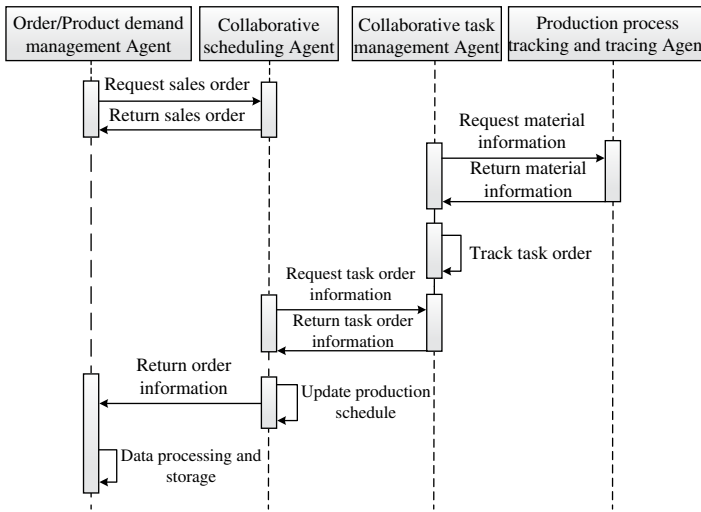 Order/Product demand
management Agent
Collaborative
scheduling Agent
Collaborative task
management Agent
Production process
tracking and tracing Agent
Request sales order
Return sales order
Request material
information
Return material
information
Track task order
Request task order
information
Return task order
information
Return order
information
Update production
schedule
Data processing and
storage